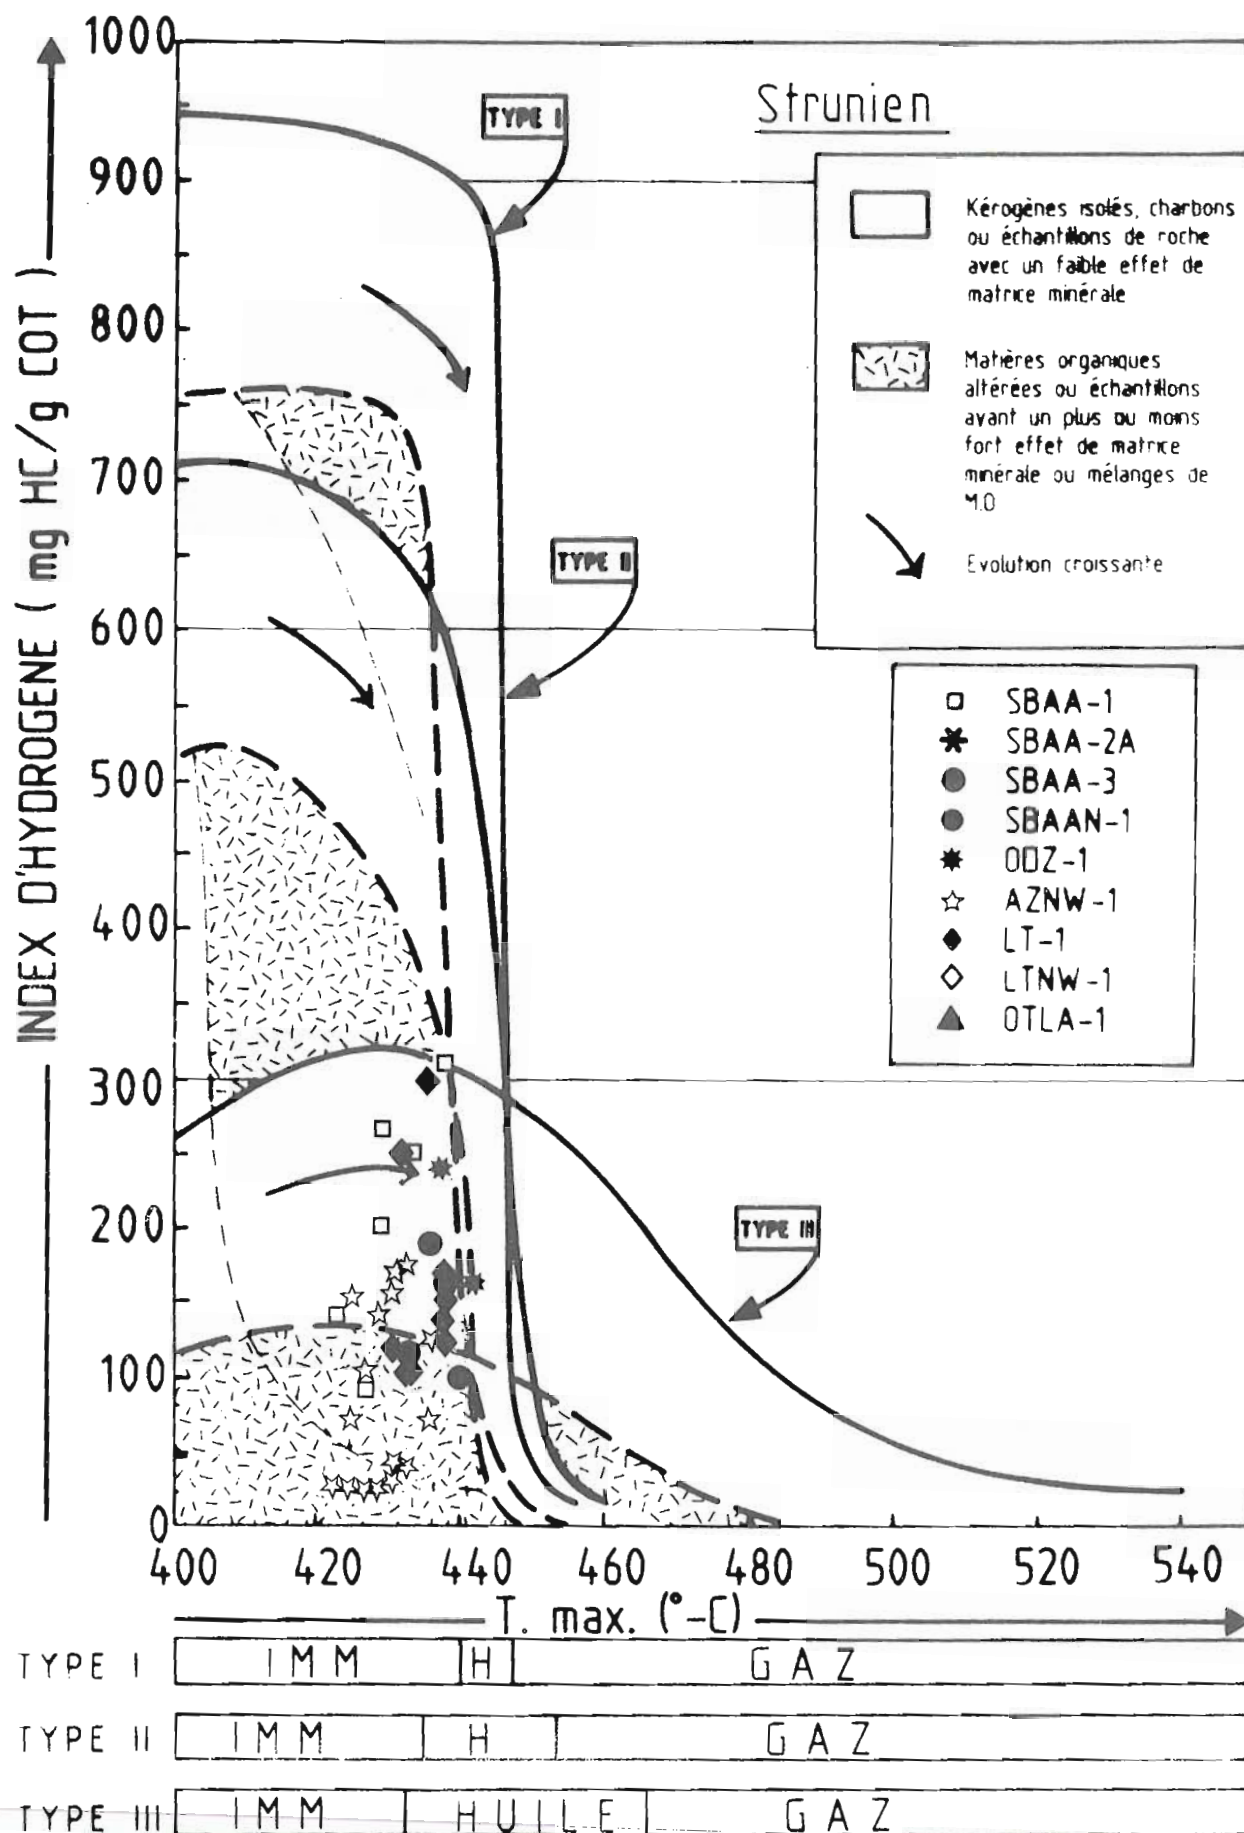 Strunien
INDEX D'HYDROGENE ( mg HC/g COT )
1000
900
800
700
600
500
400
300
200
100
0
TYPE I
TYPE II
TYPE III
Kérogènes isolés, charbons
ou échantillons de roche
avec un faible effet de
matrice minérale
Matières organiques
altérées ou échantillons
ayant un plus ou moins
fort effet de matrice
minérale ou mélanges de
M.O
Evolution croissante
SBAA-1
SBAA-2A
SBAA-3
SBAAN-1
ODZ-1
AZNW-1
LT-1
LTNW-1
OTLA-1
400 420 440 460 480 500 520 540
T. max. (°-C)
TYPE I IMM H GAZ
TYPE II IMM H GAZ
TYPE III IMM HUILE GAZ